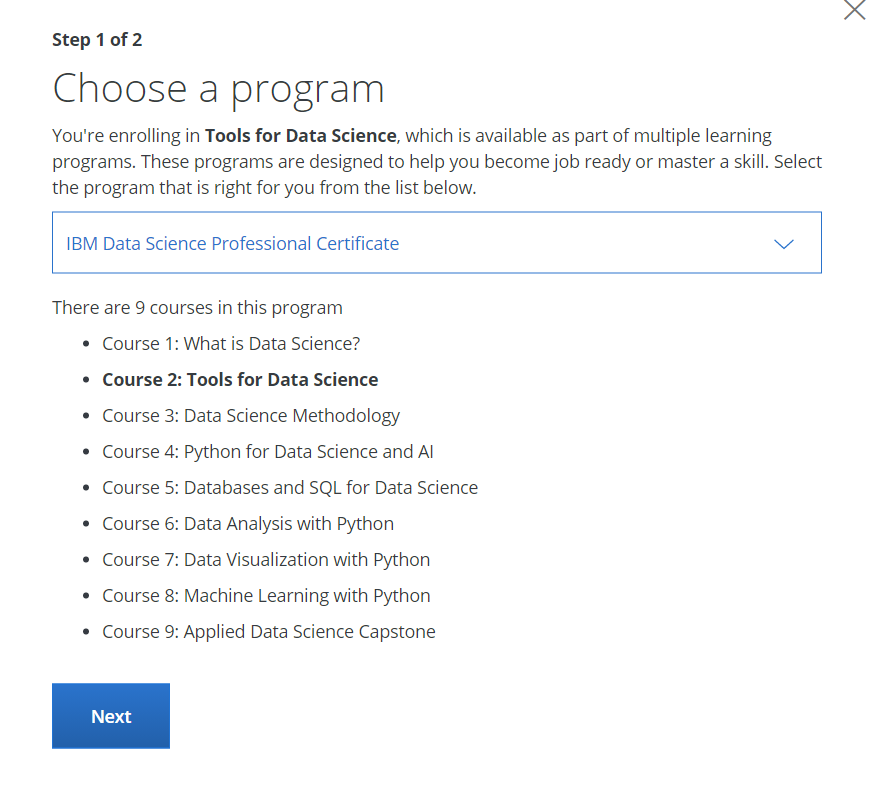 Step 1 of 2
Choose a program
You're enrolling in Tools for Data Science, which is available as part of multiple learning
programs. These programs are designed to help you become job ready or master a skill. Select
the program that is right for you from the list below.
IBM Data Science Professional Certificate
There are 9 courses in this program
• Course 1: What is Data Science?
• Course 2: Tools for Data Science
• Course 3: Data Science Methodology
• Course 4: Python for Data Science and AI
• Course 5: Databases and SQL for Data Science
• Course 6: Data Analysis with Python
• Course 7: Data Visualization with Python
• Course 8: Machine Learning with Python
• Course 9: Applied Data Science Capstone
Next